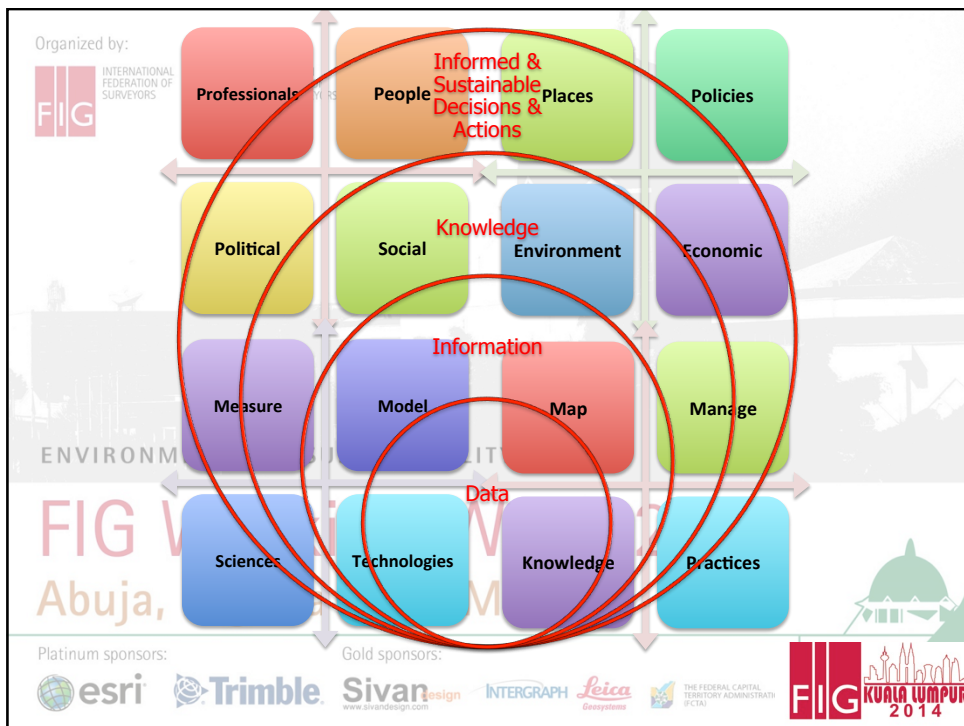 Organized by:
FIG
INTERNATIONAL
FEDERATION OF
SURVEYORS
Professionals
People
Informed &
Sustainable
Decisions &
Actions
Places
Policies
Political
Social
Knowledge
Environment
Economic
Information
Measure
Model
Map
Manage
Data
Sciences
Technologies
Knowledge
Practices
FIG
Abuja,
Platinum sponsors:
Gold sponsors:
esri
Trimble
Sivan design
www.sivandesign.com
INTERGRAPH
Leica
Geosystems
THE FEDERAL CAPITAL
TERRITORY ADMINISTRATI
(FCTA)
FIG
KUALA LUMPUR
2014